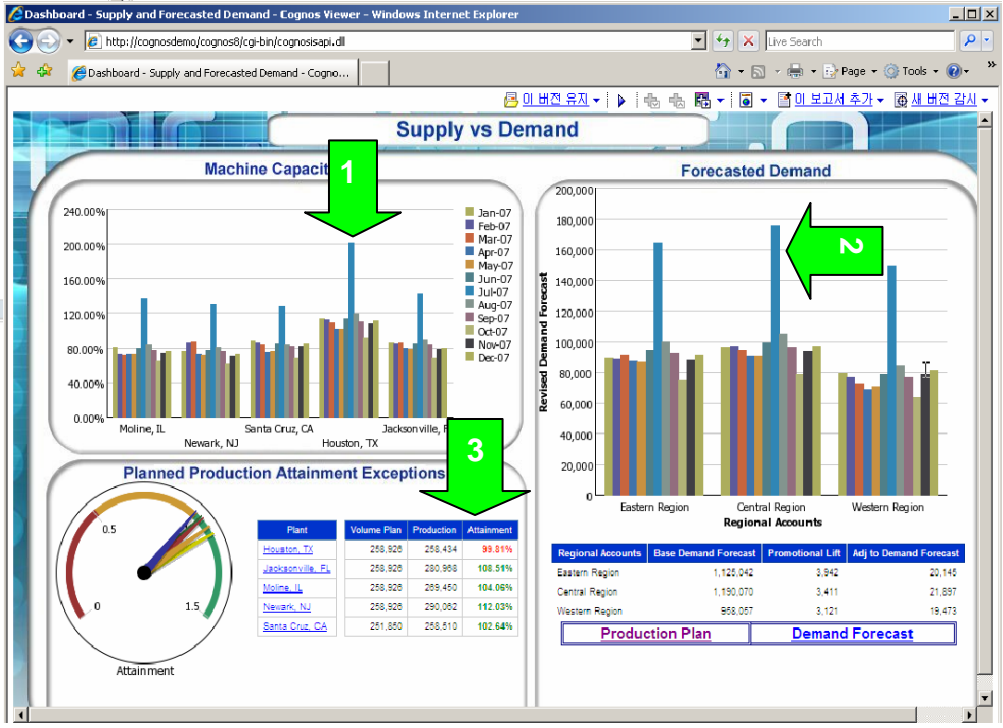 Dashboard - Supply and Forecasted Demand - Cognos Viewer - Windows Internet Explorer
http://cognosdemo/cognos8/cgi-bin/cognosisapi.dll
Live Search
Dashboard - Supply and Forecasted Demand - Cogno...
Page
Tools
이 버전 유지
이 보고서 추가
새 버전 감시
Supply vs Demand
Machine Capacit
1
240.00%
200.00%
160.00%
120.00%
80.00%
40.00%
0.00%
Moline, IL
Newark, NJ
Santa Cruz, CA
Houston, TX
Jacksonville, F
Jan-07
Feb-07
Mar-07
Apr-07
May-07
Jun-07
Jul-07
Aug-07
Sep-07
Oct-07
Nov-07
Dec-07
Forecasted Demand
2
200,000
180,000
160,000
140,000
120,000
100,000
80,000
60,000
40,000
20,000
0
Revised Demand Forecast
Eastern Region
Central Region
Western Region
Regional Accounts
3
Planned Production Attainment Exceptions
0
0.5
1.5
Attainment
Plant Volume Plan Production Attainment
Houston, TX 258,926 258,434 99.81%
Jacksonville, FL 258,926 280,968 108.51%
Moline, IL 258,926 269,450 104.06%
Newark, NJ 258,926 290,062 112.03%
Santa Cruz, CA 251,850 258,510 102.64%
Regional Accounts Base Demand Forecast Promotional Lift Adj to Demand Forecast
Eastern Region 1,125,042 3,942 20,145
Central Region 1,190,070 3,411 21,897
Western Region 958,057 3,121 19,473
Production Plan Demand Forecast